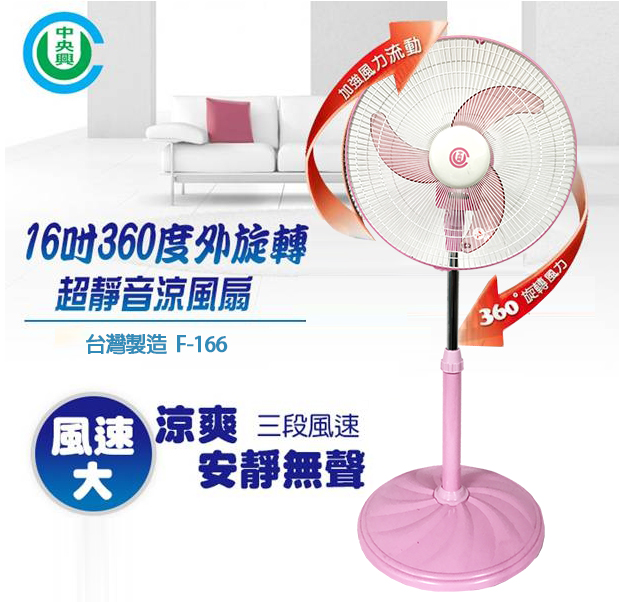 中央興
加強風力流動
16吋360度外旋轉
超靜音涼風扇
360°旋轉風力
台灣製造 F-166
風速
大
涼爽 三段風速
安靜無聲